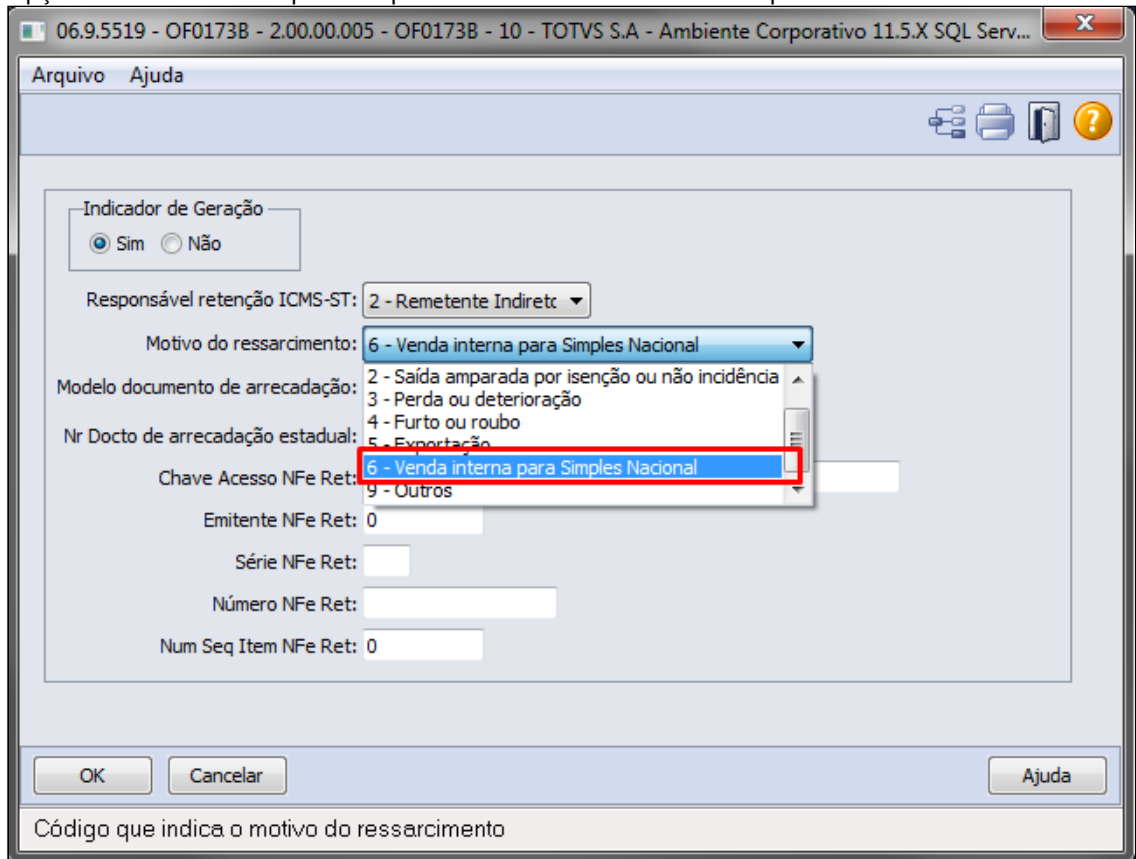 06.9.5519 - OF0173B - 2.00.00.005 - OF0173B - 10 - TOTVS S.A - Ambiente Corporativo 11.5.X SQL Serv...
Arquivo Ajuda
Indicador de Geração
Sim Não
Responsável retenção ICMS-ST: 2 - Remetente Indireto
Motivo do ressarcimento: 6 - Venda interna para Simples Nacional
2 - Saída amparada por isenção ou não incidência
Modelo documento de arrecadação:
3 - Perda ou deterioração
4 - Furto ou roubo
Nr Docto de arrecadação estadual:
5 - Exportação
6 - Venda interna para Simples Nacional
Chave Acesso NFe Ret:
9 - Outros
Emitente NFe Ret: 0
Série NFe Ret:
Número NFe Ret:
Num Seq Item NFe Ret: 0
OK Cancelar Ajuda
Código que indica o motivo do ressarcimento